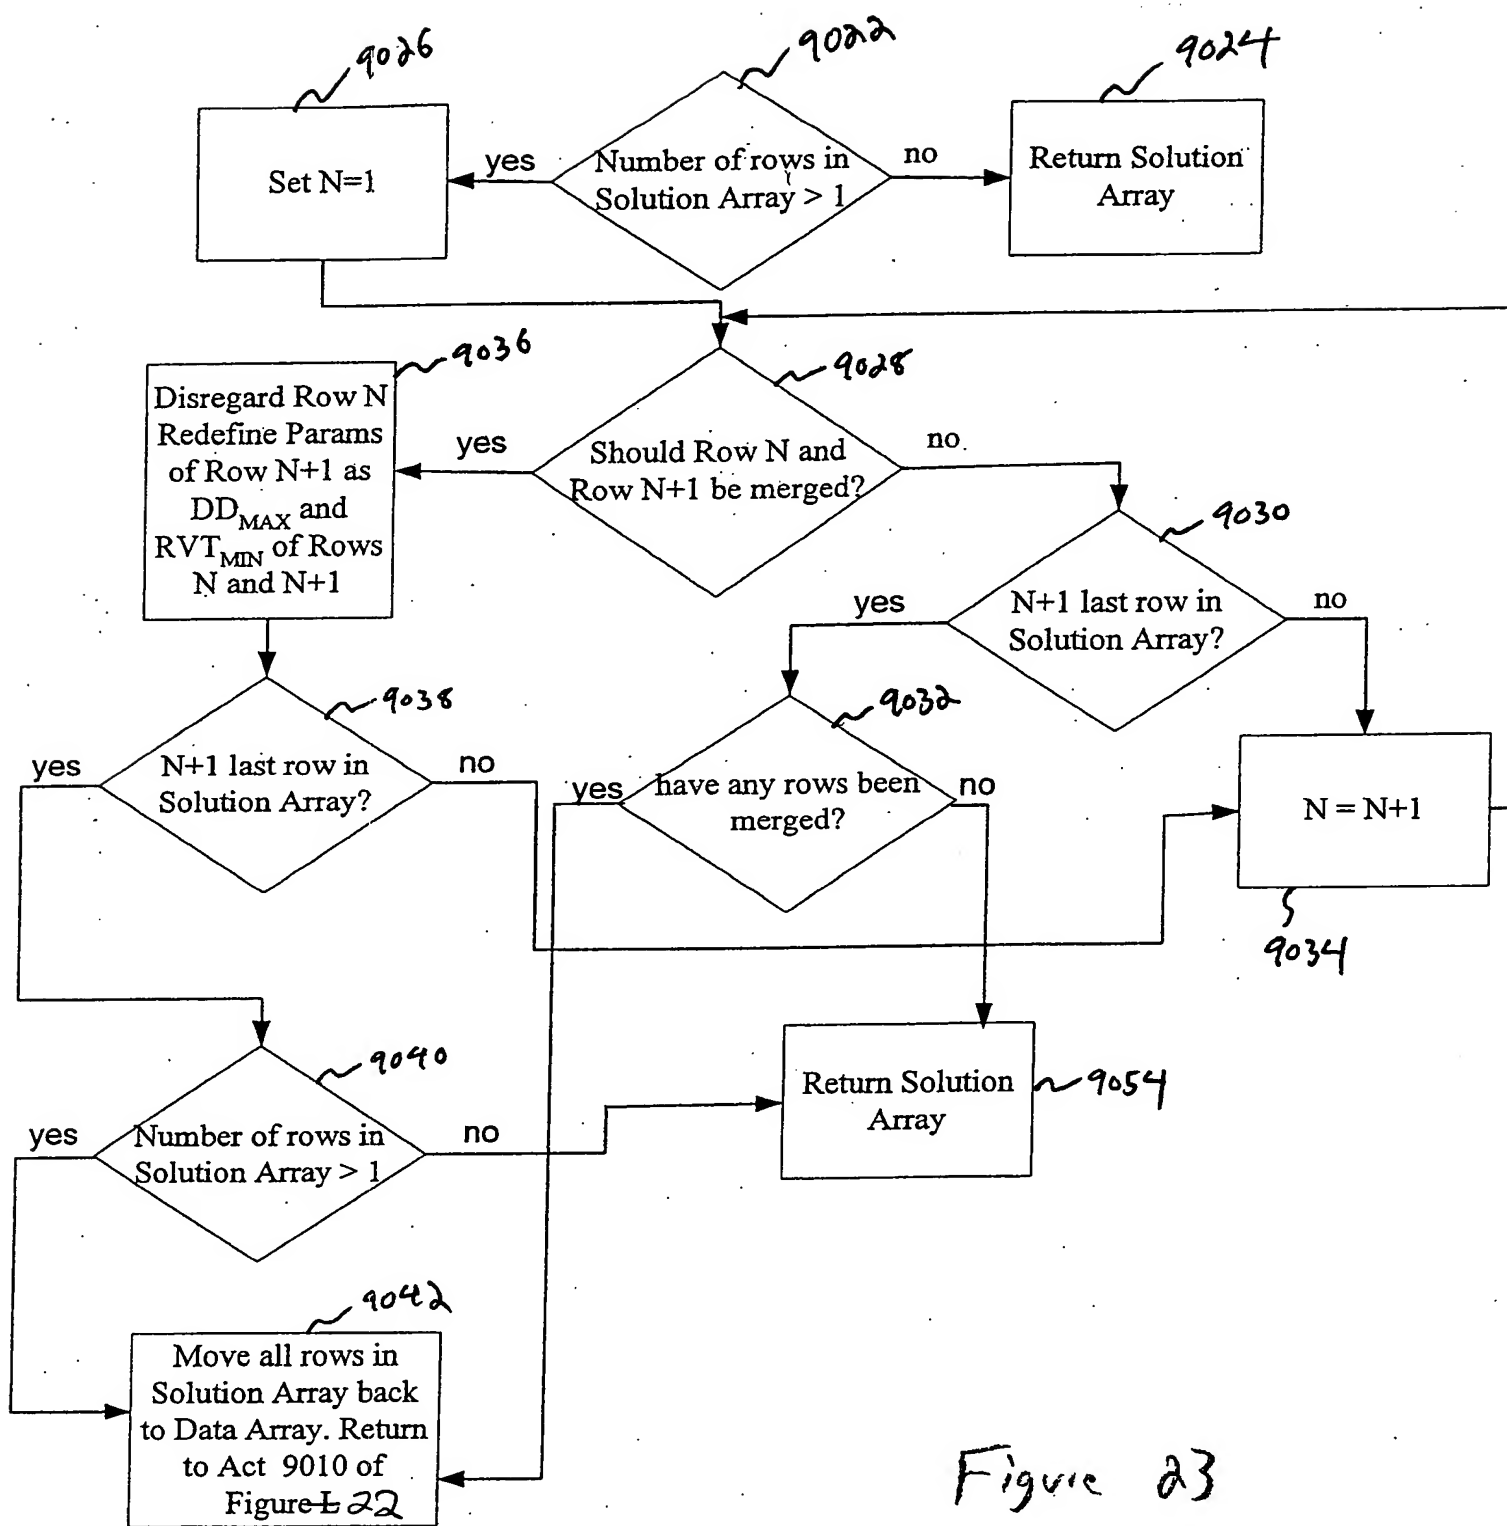 9026
9022
9024
Set N=1
yes
Number of rows in
Solution Array > 1
no
Return Solution
Array
9036
9028
Disregard Row N
Redefine Params
of Row N+1 as
DD_MAX and
RVT_MIN of Rows
N and N+1
yes
Should Row N and
Row N+1 be merged?
no
9030
yes
N+1 last row in
Solution Array?
no
9038
9032
yes
N+1 last row in
Solution Array?
no
yes
have any rows been
merged?
no
N = N+1
9034
9040
yes
Number of rows in
Solution Array > 1
no
Return Solution
Array
9054
9042
Move all rows in
Solution Array back
to Data Array. Return
to Act 9010 of
Figure L 22
Figure 23